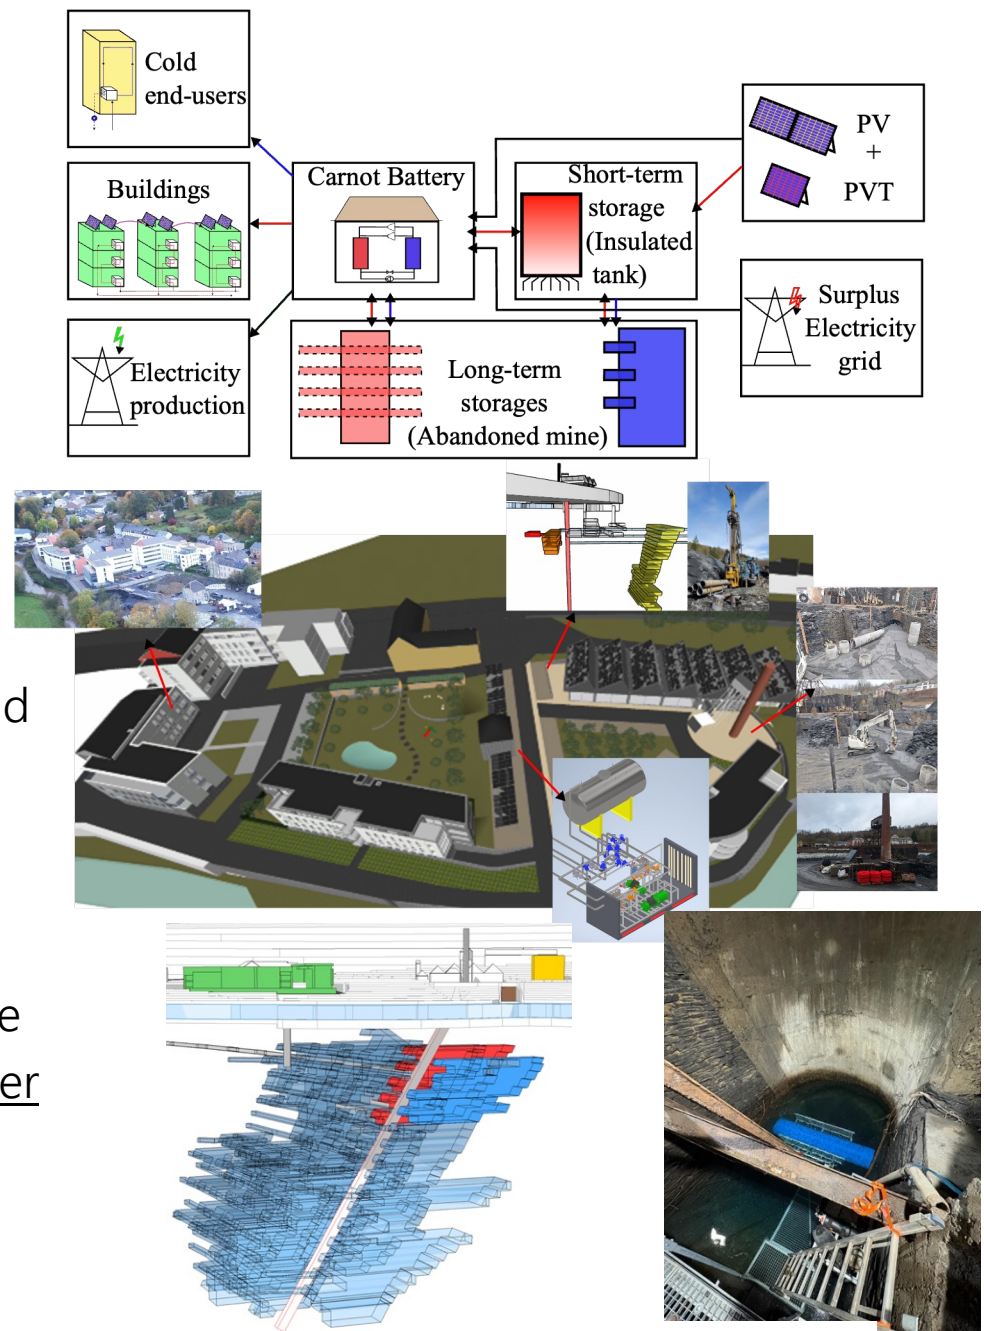 Cold
end-users
Buildings
Electricity
production
Carnot Battery
Short-term
storage
(Insulated
tank)
PV
+
PVT
Surplus
Electricity
grid
Long-term
storages
(Abandoned mine)
d
e
er